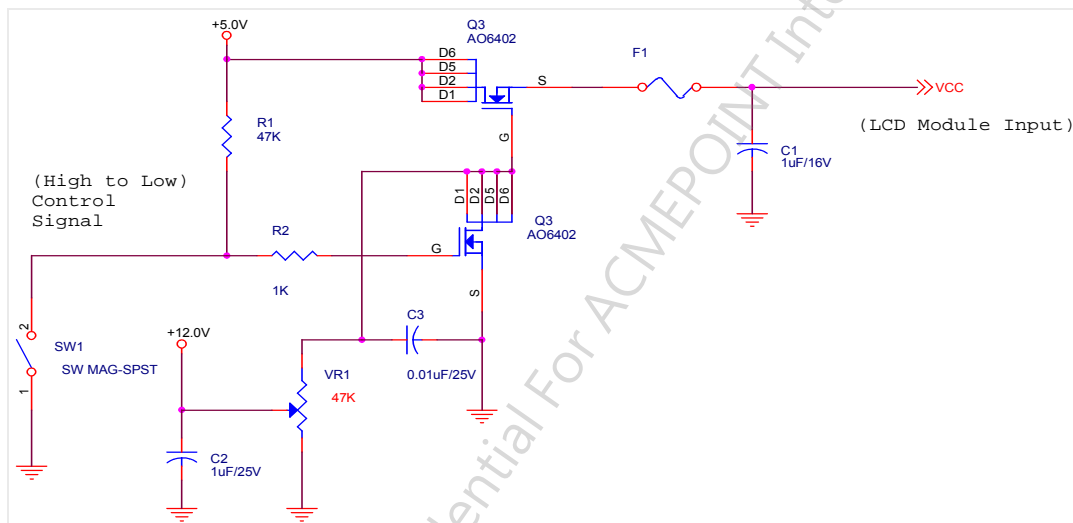 +5.0V
Q3
AO6402
D6
D5
D2
D1
S
G
F1
VCC
(LCD Module Input)
R1
47K
C1
1uF/16V
(High to Low)
Control
Signal
D1
D2
D5
D6
Q3
AO6402
R2
1K
G
S
2
SW1
SW MAG-SPST
1
+12.0V
C3
0.01uF/25V
VR1
47K
C2
1uF/25V
dential For ACMEPOINT Int